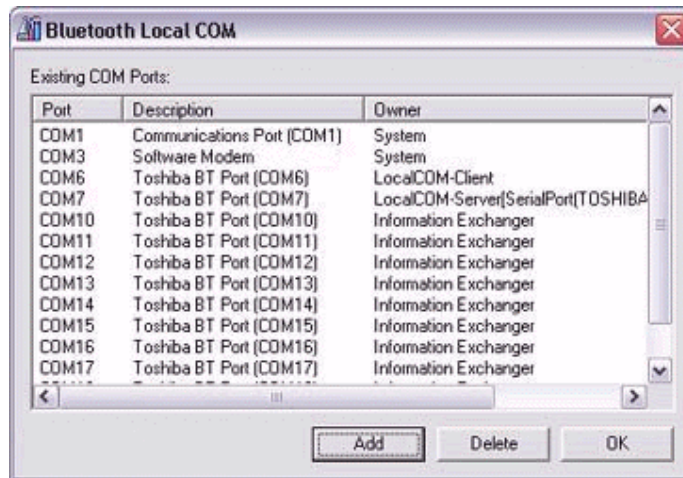 Bluetooth Local COM
Existing COM Ports:
Port Description Owner
COM1 Communications Port (COM1) System
COM3 Software Modem System
COM6 Toshiba BT Port (COM6) LocalCOM-Client
COM7 Toshiba BT Port (COM7) LocalCOM-Server(SerialPort(TOSHIBA
COM10 Toshiba BT Port (COM10) Information Exchanger
COM11 Toshiba BT Port (COM11) Information Exchanger
COM12 Toshiba BT Port (COM12) Information Exchanger
COM13 Toshiba BT Port (COM13) Information Exchanger
COM14 Toshiba BT Port (COM14) Information Exchanger
COM15 Toshiba BT Port (COM15) Information Exchanger
COM16 Toshiba BT Port (COM16) Information Exchanger
COM17 Toshiba BT Port (COM17) Information Exchanger
Add Delete OK